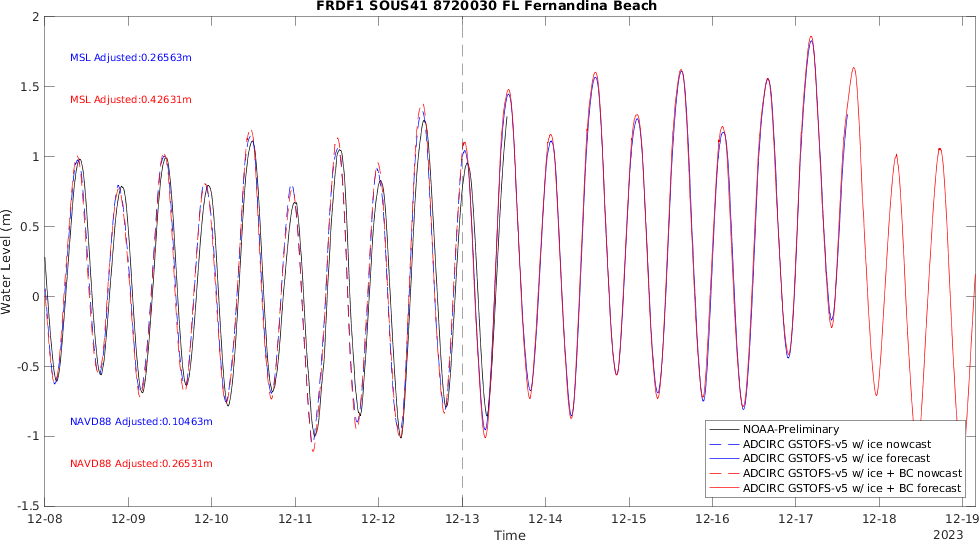 FRDF1 SOUS41 8720030 FL Fernandina Beach
2
1.5
1
0.5
0
-0.5
-1
-1.5
Water Level (m)
MSL Adjusted:0.26563m
MSL Adjusted:0.42631m
NAVD88 Adjusted:0.10463m
NAVD88 Adjusted:0.26531m
NOAA-Preliminary
ADCIRC GSTOFS-v5 w/ ice nowcast
ADCIRC GSTOFS-v5 w/ ice forecast
ADCIRC GSTOFS-v5 w/ ice + BC nowcast
ADCIRC GSTOFS-v5 w/ ice + BC forecast
12-08 12-09 12-10 12-11 12-12 12-13 12-14 12-15 12-16 12-17 12-18 12-19
Time
2023